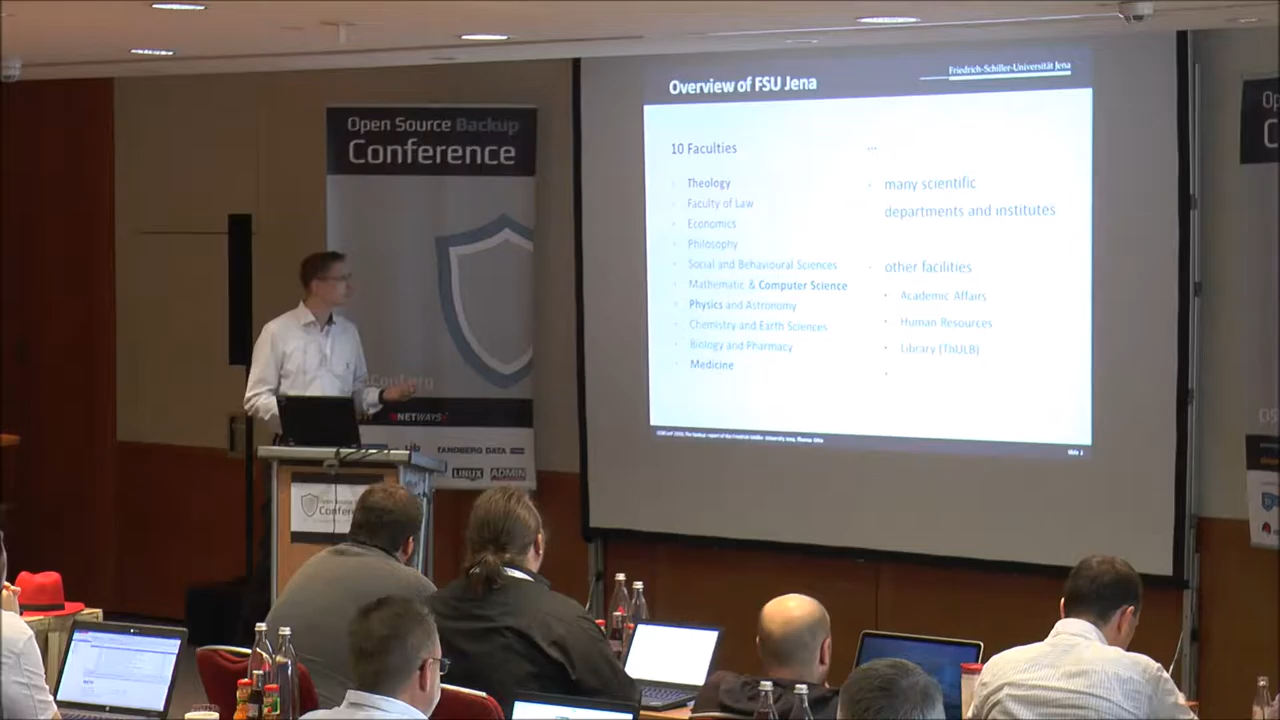 Open Source Backup
Conference
NETWAYS
TANDBERG DATA
LINUX
ADMIN
Open Source
Overview of FSU Jena
Friedrich-Schiller-Universität Jena
10 Faculties
Theology
Faculty of Law
Economics
Philosophy
Social and Behavioural Sciences
Mathematic & Computer Science
Physics and Astronomy
Chemistry and Earth Sciences
Biology and Pharmacy
Medicine
...
many scientific
departments and institutes
other facilities
Academic Affairs
Human Resources
Library (ThULB)